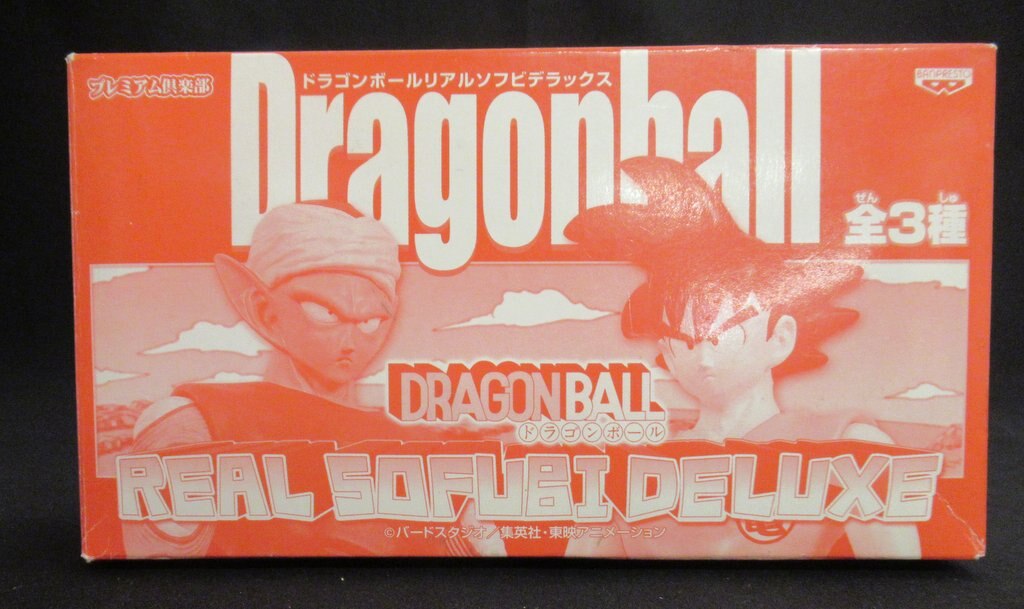 プレミアム倶楽部
ドラゴンボールリアルソフビデラックス
BANPRESTO
Dragonball
ぜん しゅ
全3種
DRAGON BALL
ドラゴンボール
REAL SOFUBI DELUXE
©バードスタジオ/集英社・東映アニメーション